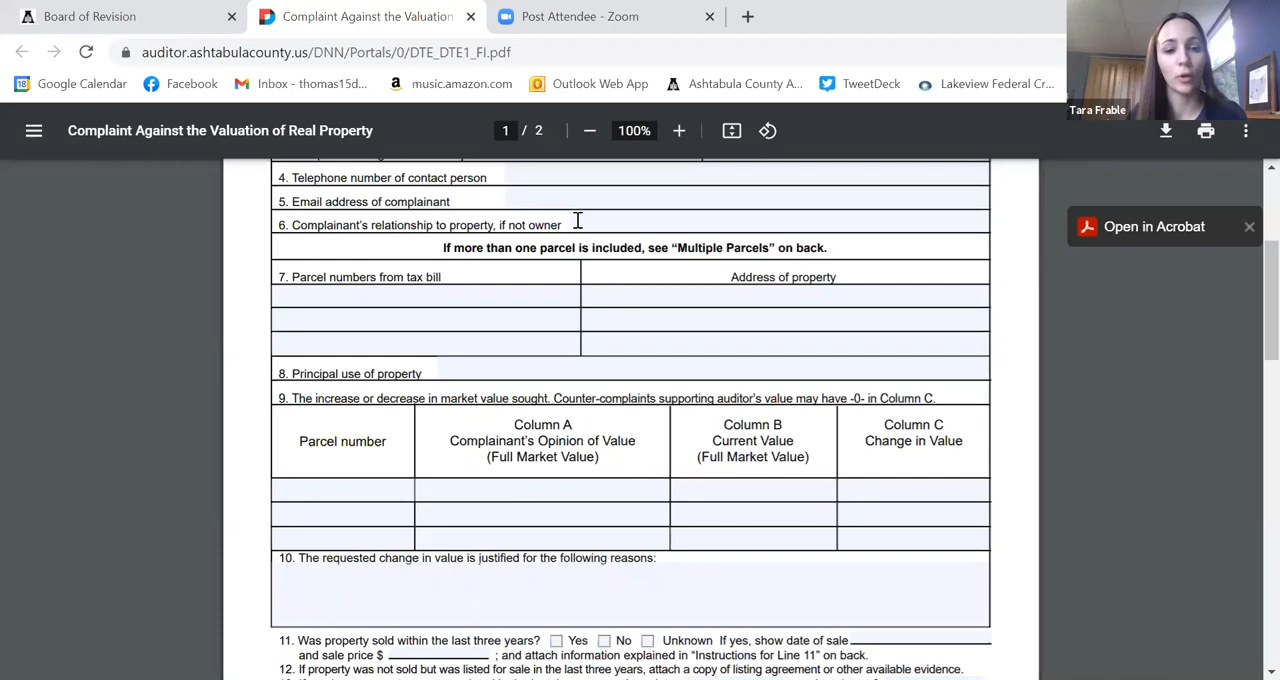 Board of Revision
Complaint Against the Valuation
Post Attendee - Zoom
auditor.ashtabulacounty.us/DNN/Portals/0/DTE_DTE1_FI.pdf
18 Google Calendar
Facebook
Inbox - thomas15d...
music.amazon.com
Outlook Web App
Ashtabula County A...
TweetDeck
Lakeview Federal Cr...
Tara Frable
Complaint Against the Valuation of Real Property
1 / 2
100%
Open in Acrobat
4. Telephone number of contact person
5. Email address of complainant
6. Complainant's relationship to property, if not owner
If more than one parcel is included, see “Multiple Parcels” on back.
7. Parcel numbers from tax bill
Address of property
8. Principal use of property
9. The increase or decrease in market value sought. Counter-complaints supporting auditor's value may have -0- in Column C.
Parcel number
Column A
Complainant's Opinion of Value
(Full Market Value)
Column B
Current Value
(Full Market Value)
Column C
Change in Value
10. The requested change in value is justified for the following reasons:
11. Was property sold within the last three years? Yes No Unknown If yes, show date of sale
and sale price $ ; and attach information explained in “Instructions for Line 11” on back.
12. If property was not sold but was listed for sale in the last three years, attach a copy of listing agreement or other available evidence.